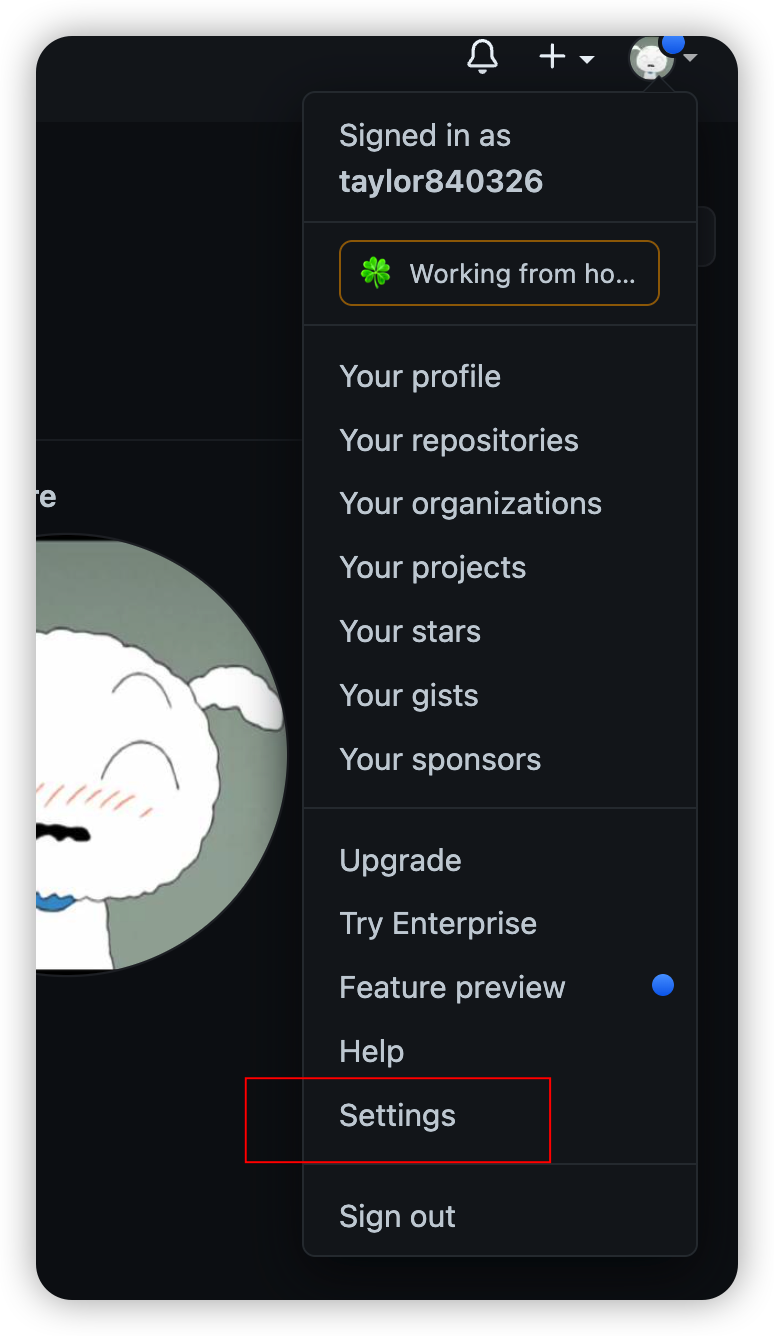 Signed in as
taylor840326
Working from ho...
Your profile
Your repositories
Your organizations
re
Your projects
Your stars
Your gists
Your sponsors
Upgrade
Try Enterprise
Feature preview
Help
Settings
Sign out